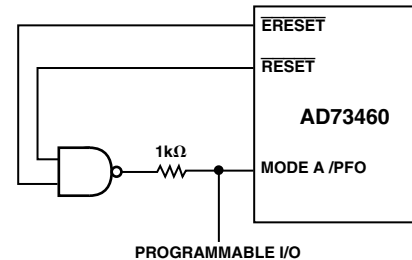 ERESET
RESET
AD73460
1kΩ
MODE A /PFO
PROGRAMMABLE I/O